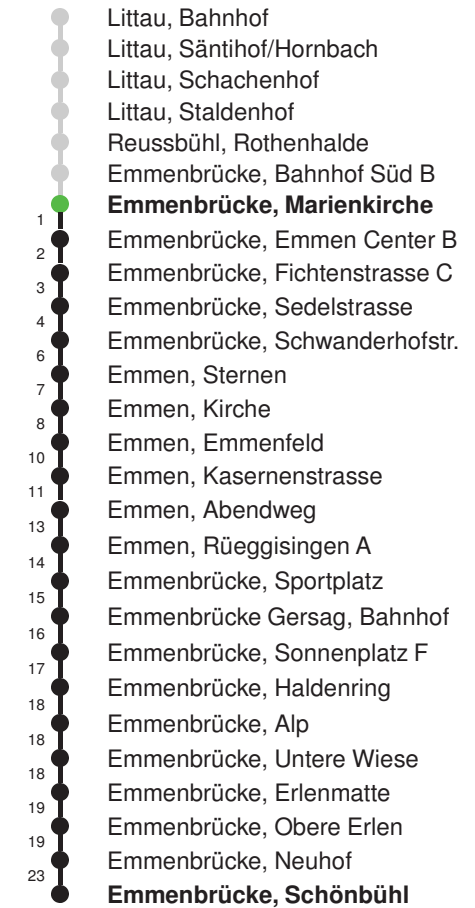 Littau, Bahnhof
Littau, Säntihof/Hornbach
Littau, Schachenhof
Littau, Staldenhof
Reussbühl, Rothenhalde
Emmenbrücke, Bahnhof Süd B
Emmenbrücke, Marienkirche
1 Emmenbrücke, Emmen Center B
2 Emmenbrücke, Fichtenstrasse C
3 Emmenbrücke, Sedelstrasse
4 Emmenbrücke, Schwanderhofstr.
6 Emmen, Sternen
7 Emmen, Kirche
8 Emmen, Emmenfeld
10 Emmen, Kasernenstrasse
11 Emmen, Abendweg
13 Emmen, Rüeggisingen A
14 Emmenbrücke, Sportplatz
15 Emmenbrücke Gersag, Bahnhof
16 Emmenbrücke, Sonnenplatz F
17 Emmenbrücke, Haldenring
18 Emmenbrücke, Alp
18 Emmenbrücke, Untere Wiese
18 Emmenbrücke, Erlenmatte
19 Emmenbrücke, Obere Erlen
19 Emmenbrücke, Neuhof
23 Emmenbrücke, Schönbühl